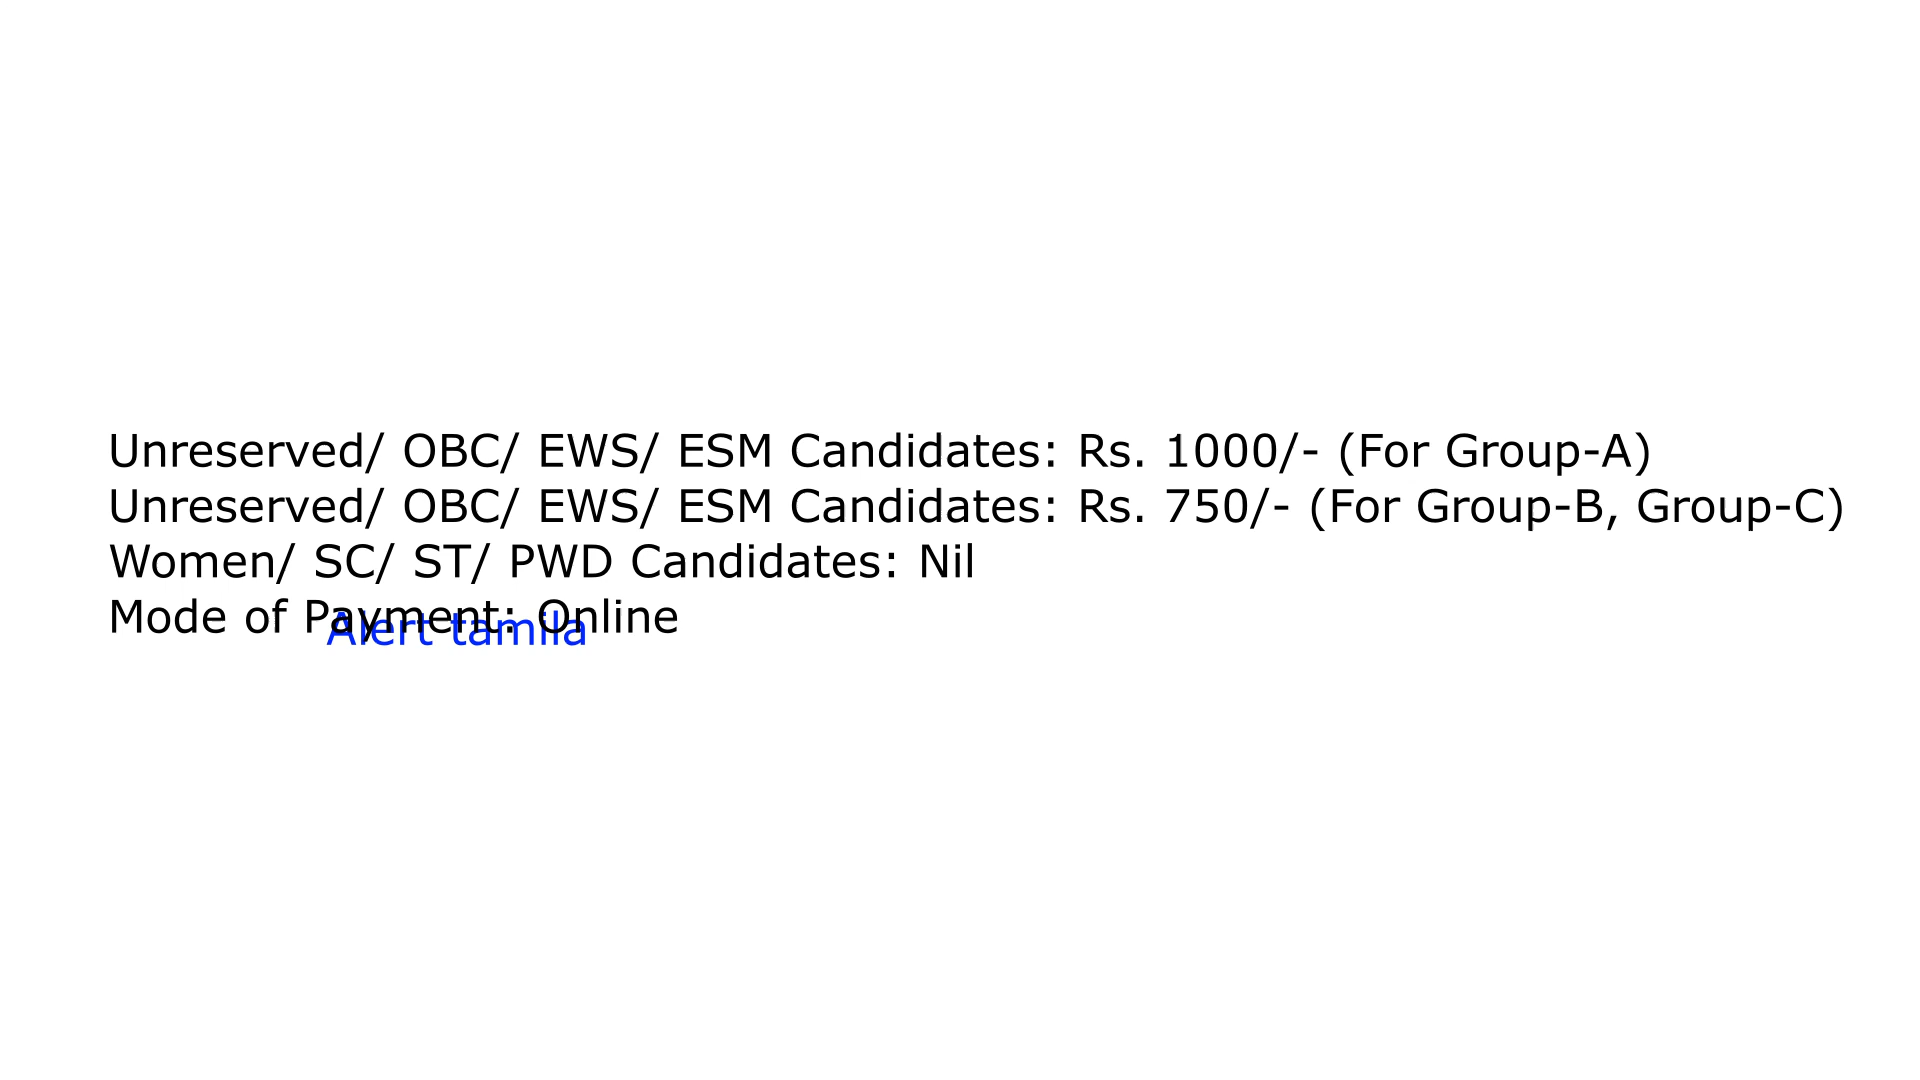 Unreserved/ OBC/ EWS/ ESM Candidates: Rs. 1000/- (For Group-A)
Unreserved/ OBC/ EWS/ ESM Candidates: Rs. 750/- (For Group-B, Group-C)
Women/ SC/ ST/ PWD Candidates: Nil
Mode of Payment: Online
Alert tamila